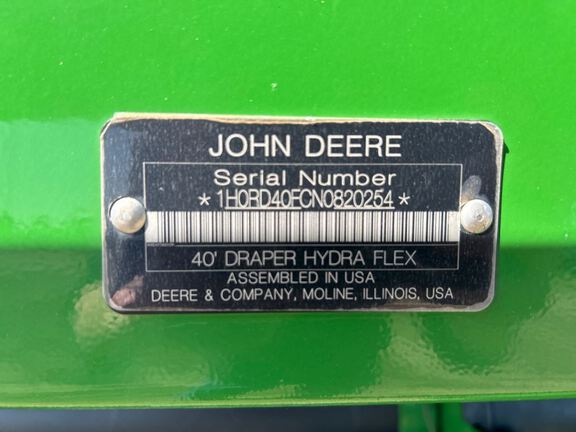 JOHN DEERE
Serial Number
*1H0RD40FCN0820254*
40' DRAPER HYDRA FLEX
ASSEMBLED IN USA
DEERE & COMPANY, MOLINE, ILLINOIS, USA